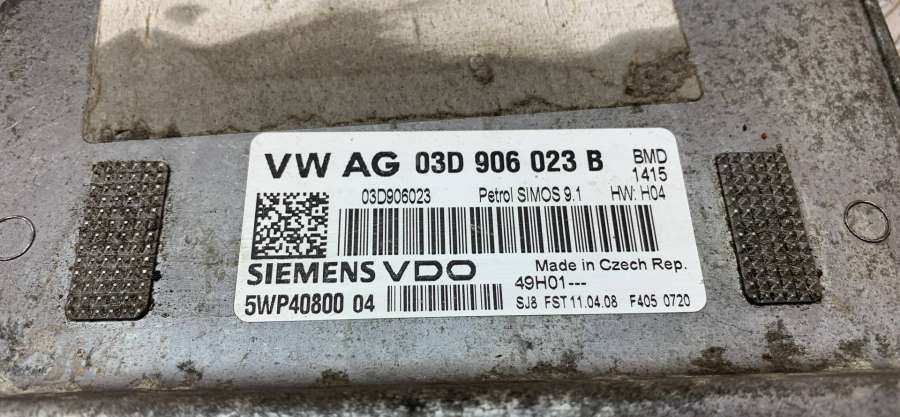 VW AG 03D 906 023 B BMD
1415
03D906023 Petrol SIMOS 9.1 HW: H04
SIEMENS VDO Made in Czech Rep.
49H01---
5WP40800 04 SJ8 FST 11.04.08 F405 0720